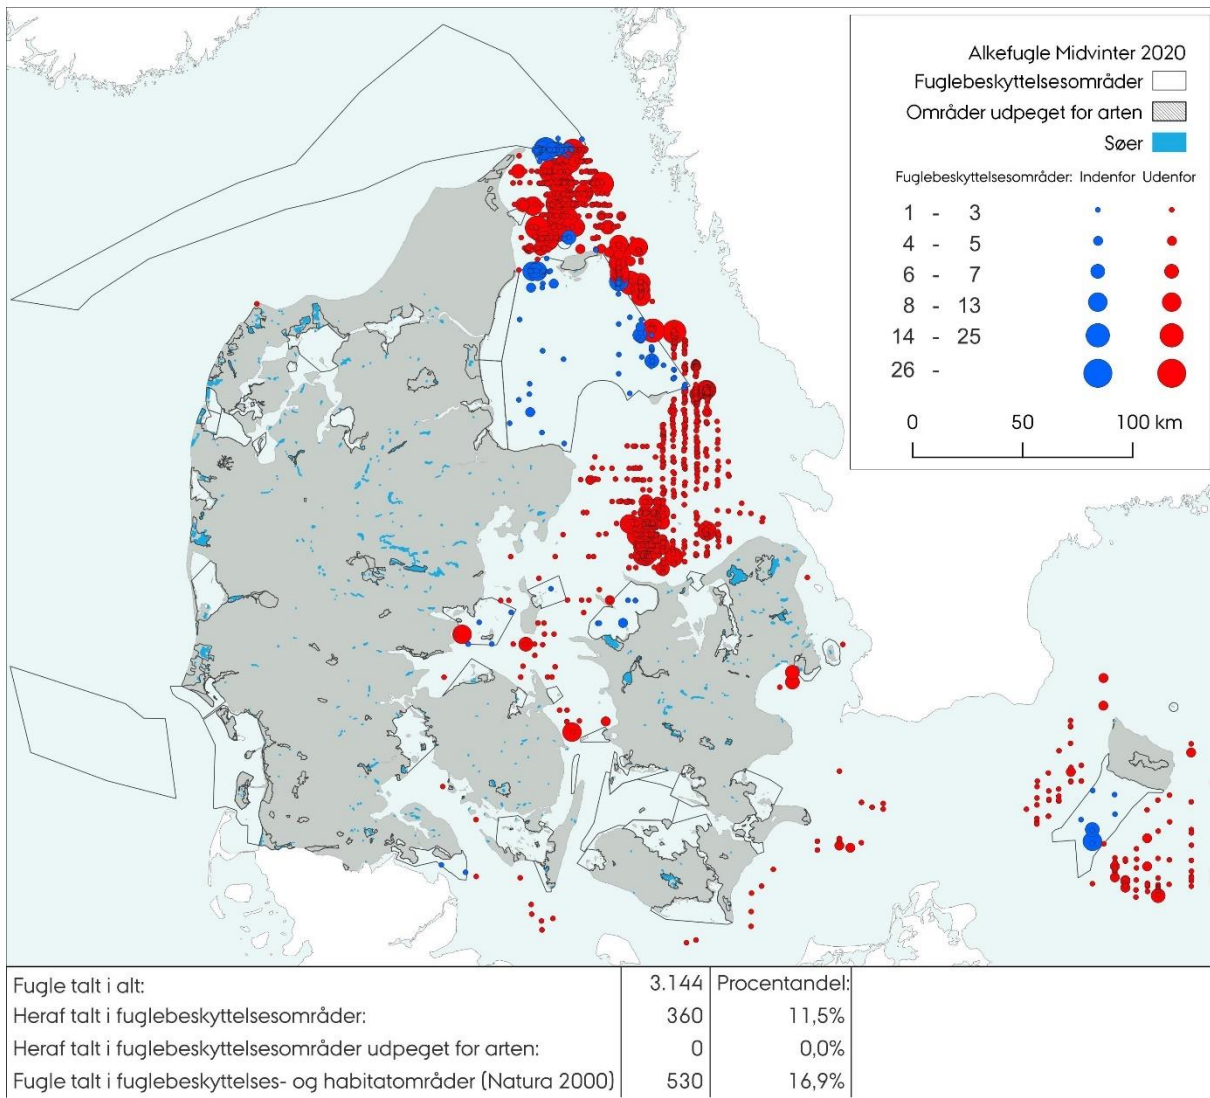 Alkefugle Midvinter 2020
Fuglebeskyttelsesområder
Områder udpeget for arten
Søer
Fuglebeskyttelsesområder: Indenfor Udenfor
1 - 3
4 - 5
6 - 7
8 - 13
14 - 25
26 -
0 50 100 km
Fugle talt i alt: 3.144 Procentandel:
Heraf talt i fuglebeskyttelsesområder: 360 11,5%
Heraf talt i fuglebeskyttelsesområder udpeget for arten: 0 0,0%
Fugle talt i fuglebeskyttelses- og habitatområder (Natura 2000) 530 16,9%